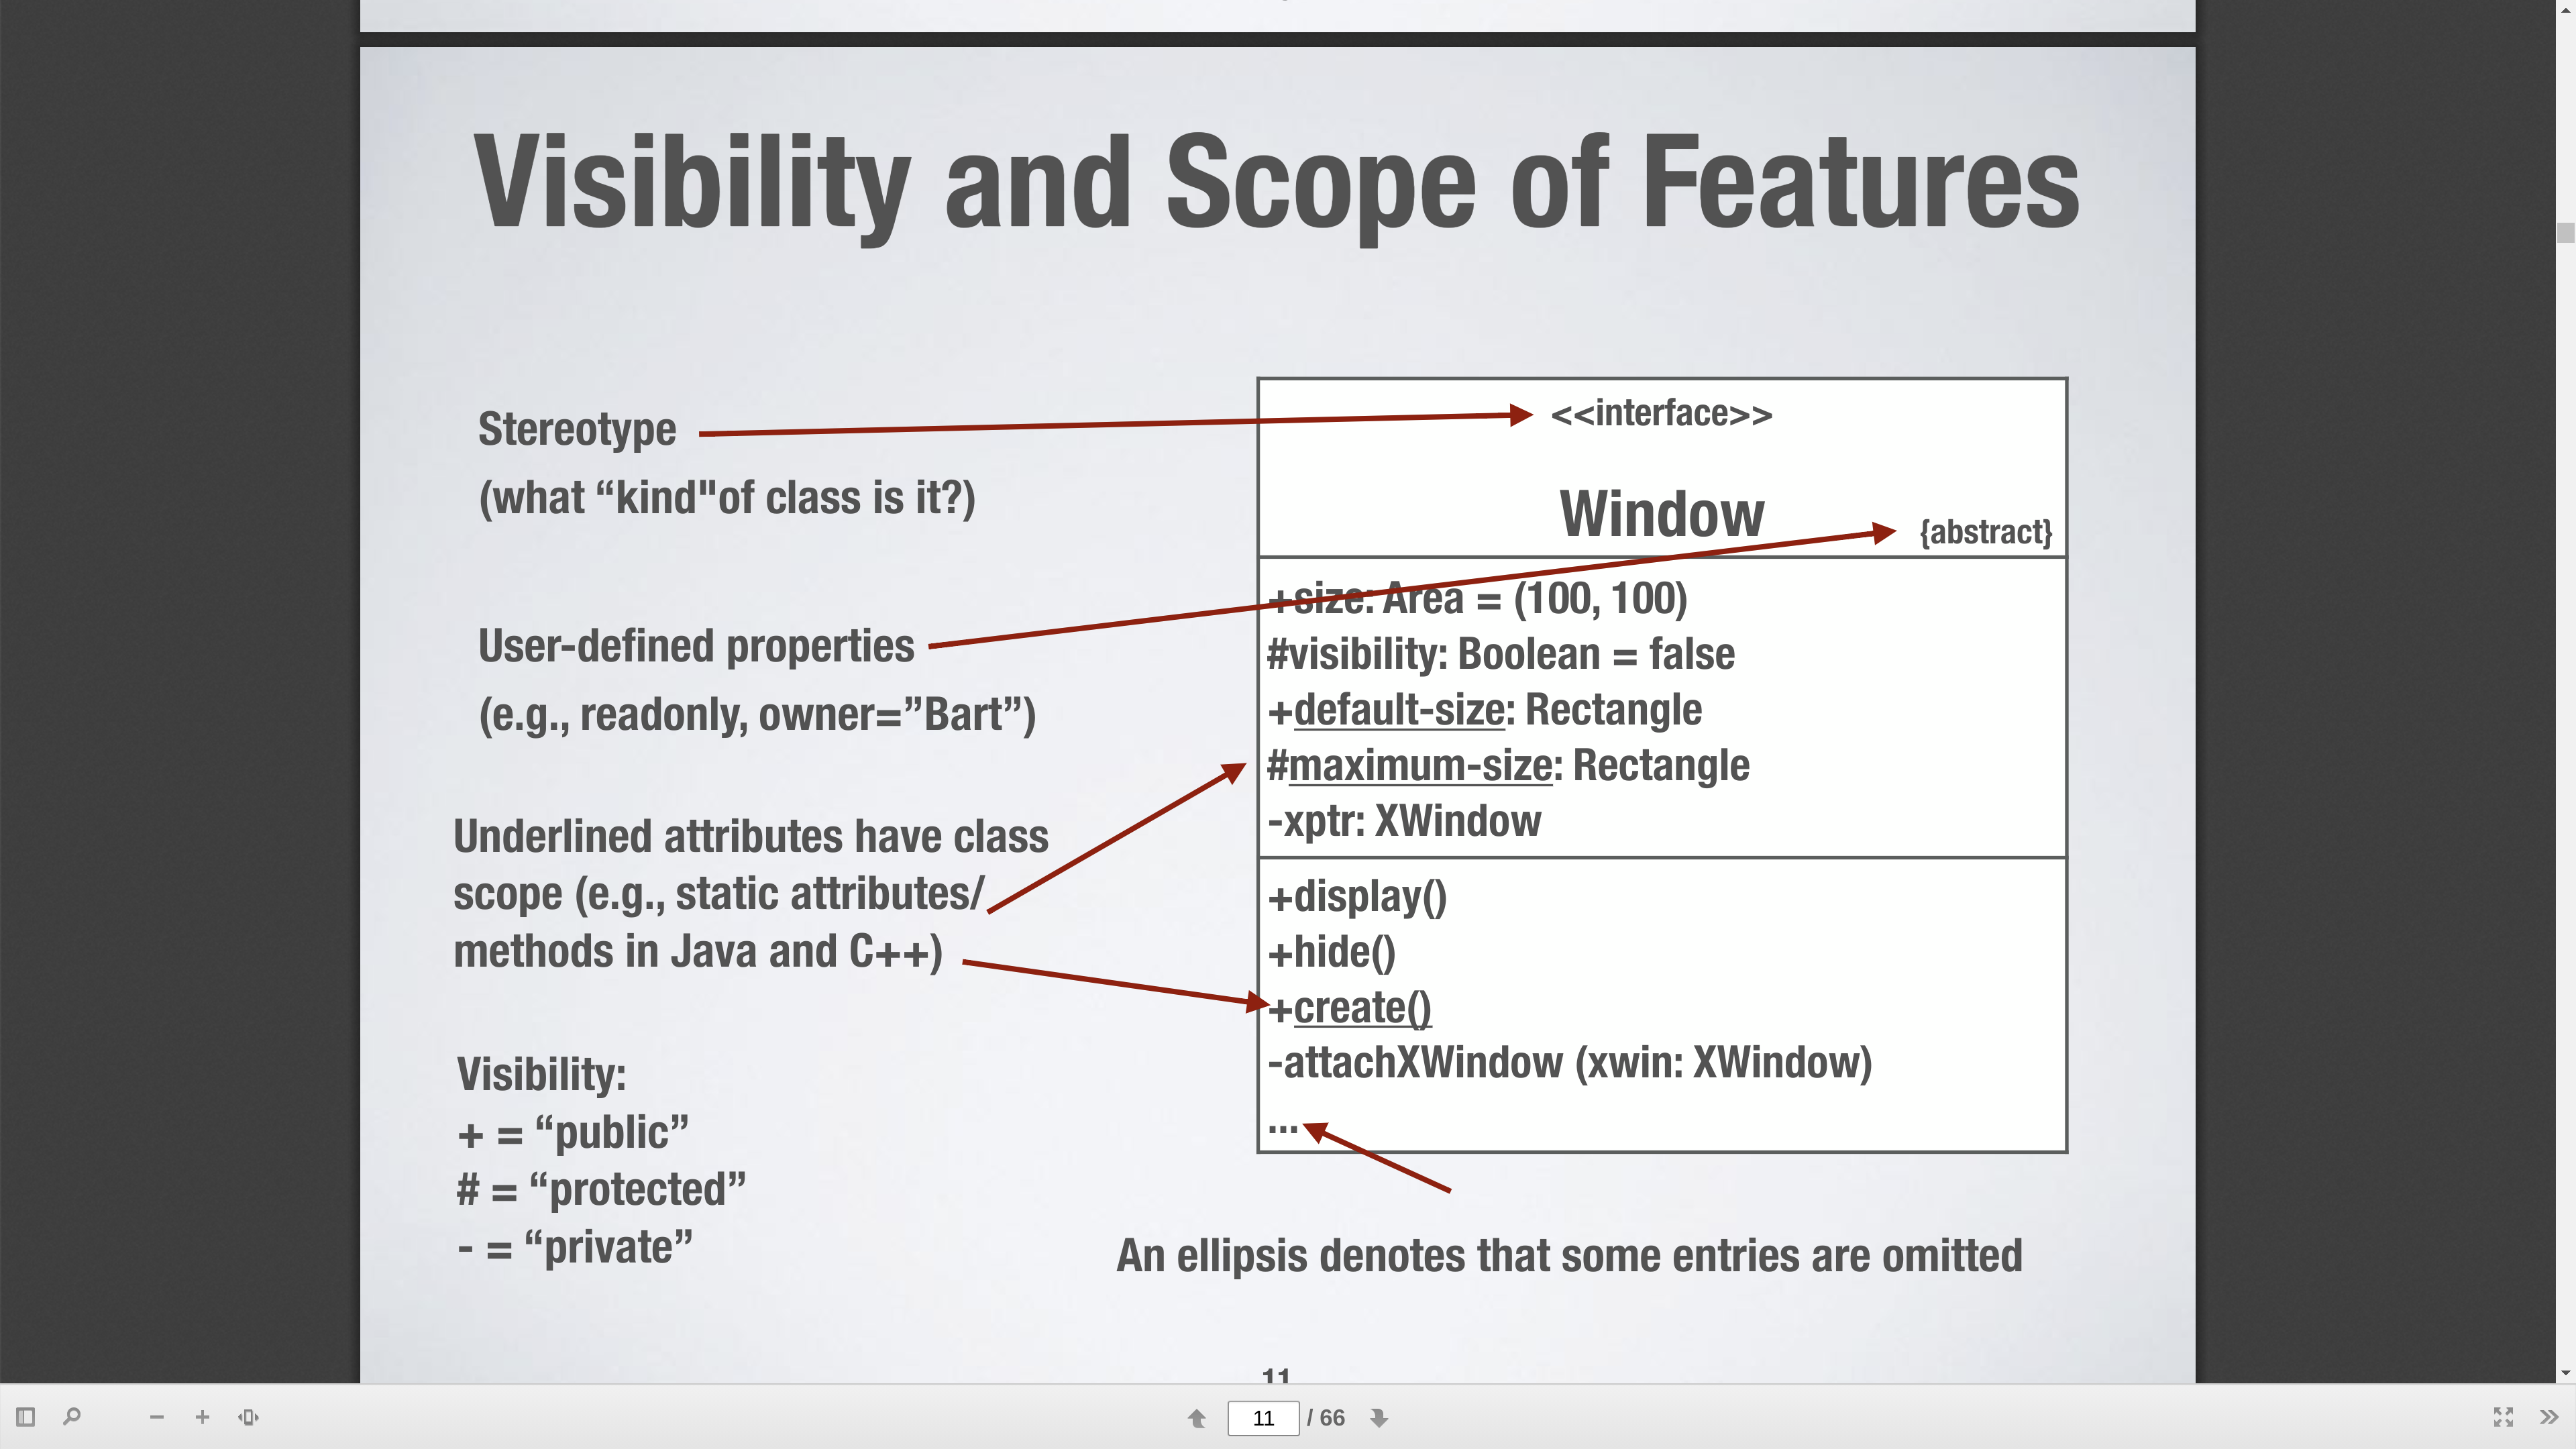 Visibility and Scope of Features
Stereotype
(what “kind"of class is it?)
User-defined properties
(e.g., readonly, owner=”Bart”)
Underlined attributes have class
scope (e.g., static attributes/
methods in Java and C++)
Visibility:
+ = “public”
# = “protected”
- = “private”
<<interface>>
Window
{abstract}
+size: Area = (100, 100)
#visibility: Boolean = false
+default-size: Rectangle
#maximum-size: Rectangle
-xptr: XWindow
+display()
+hide()
+create()
-attachXWindow (xwin: XWindow)
...
An ellipsis denotes that some entries are omitted
11
11 / 66